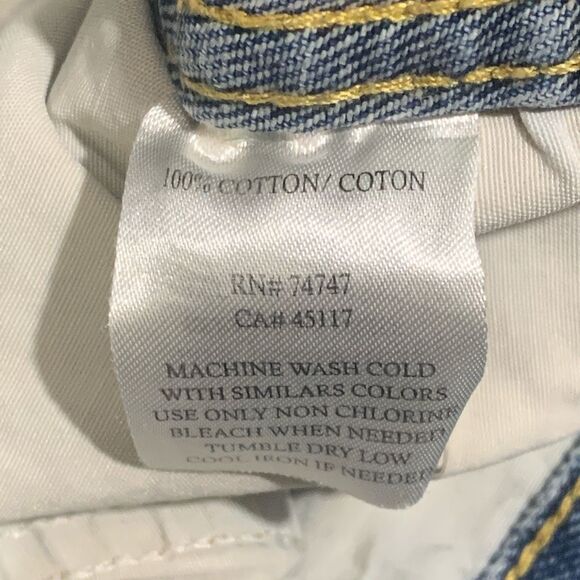 100% COTTON/ COTON
RN# 74747
CA# 45117
MACHINE WASH COLD
WITH SIMILARS COLORS
USE ONLY NON CHLORINE
BLEACH WHEN NEEDED
TUMBLE DRY LOW
COOL IRON IF NEEDED